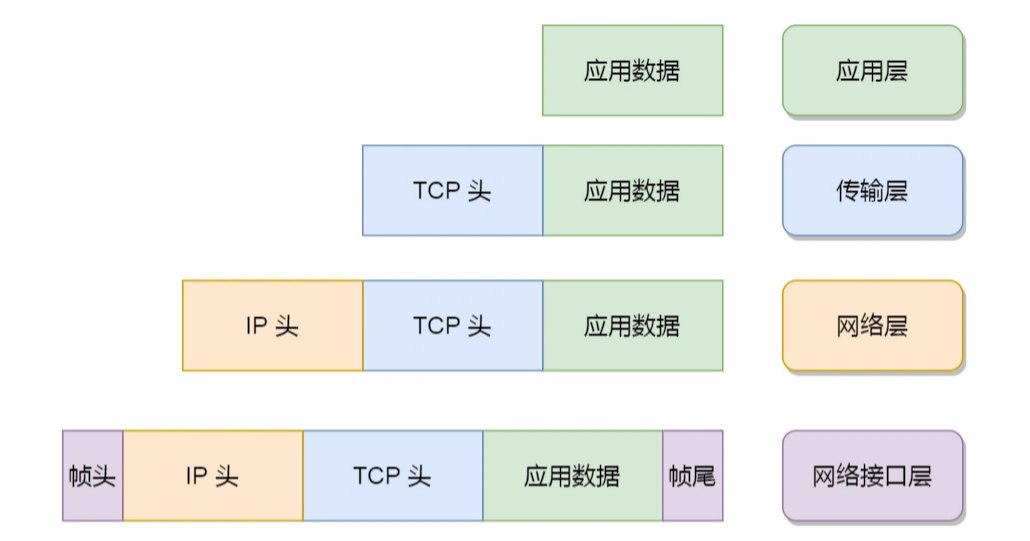 应用数据 应用层
TCP 头 应用数据 传输层
IP 头 TCP 头 应用数据 网络层
帧头 IP 头 TCP 头 应用数据 帧尾 网络接口层